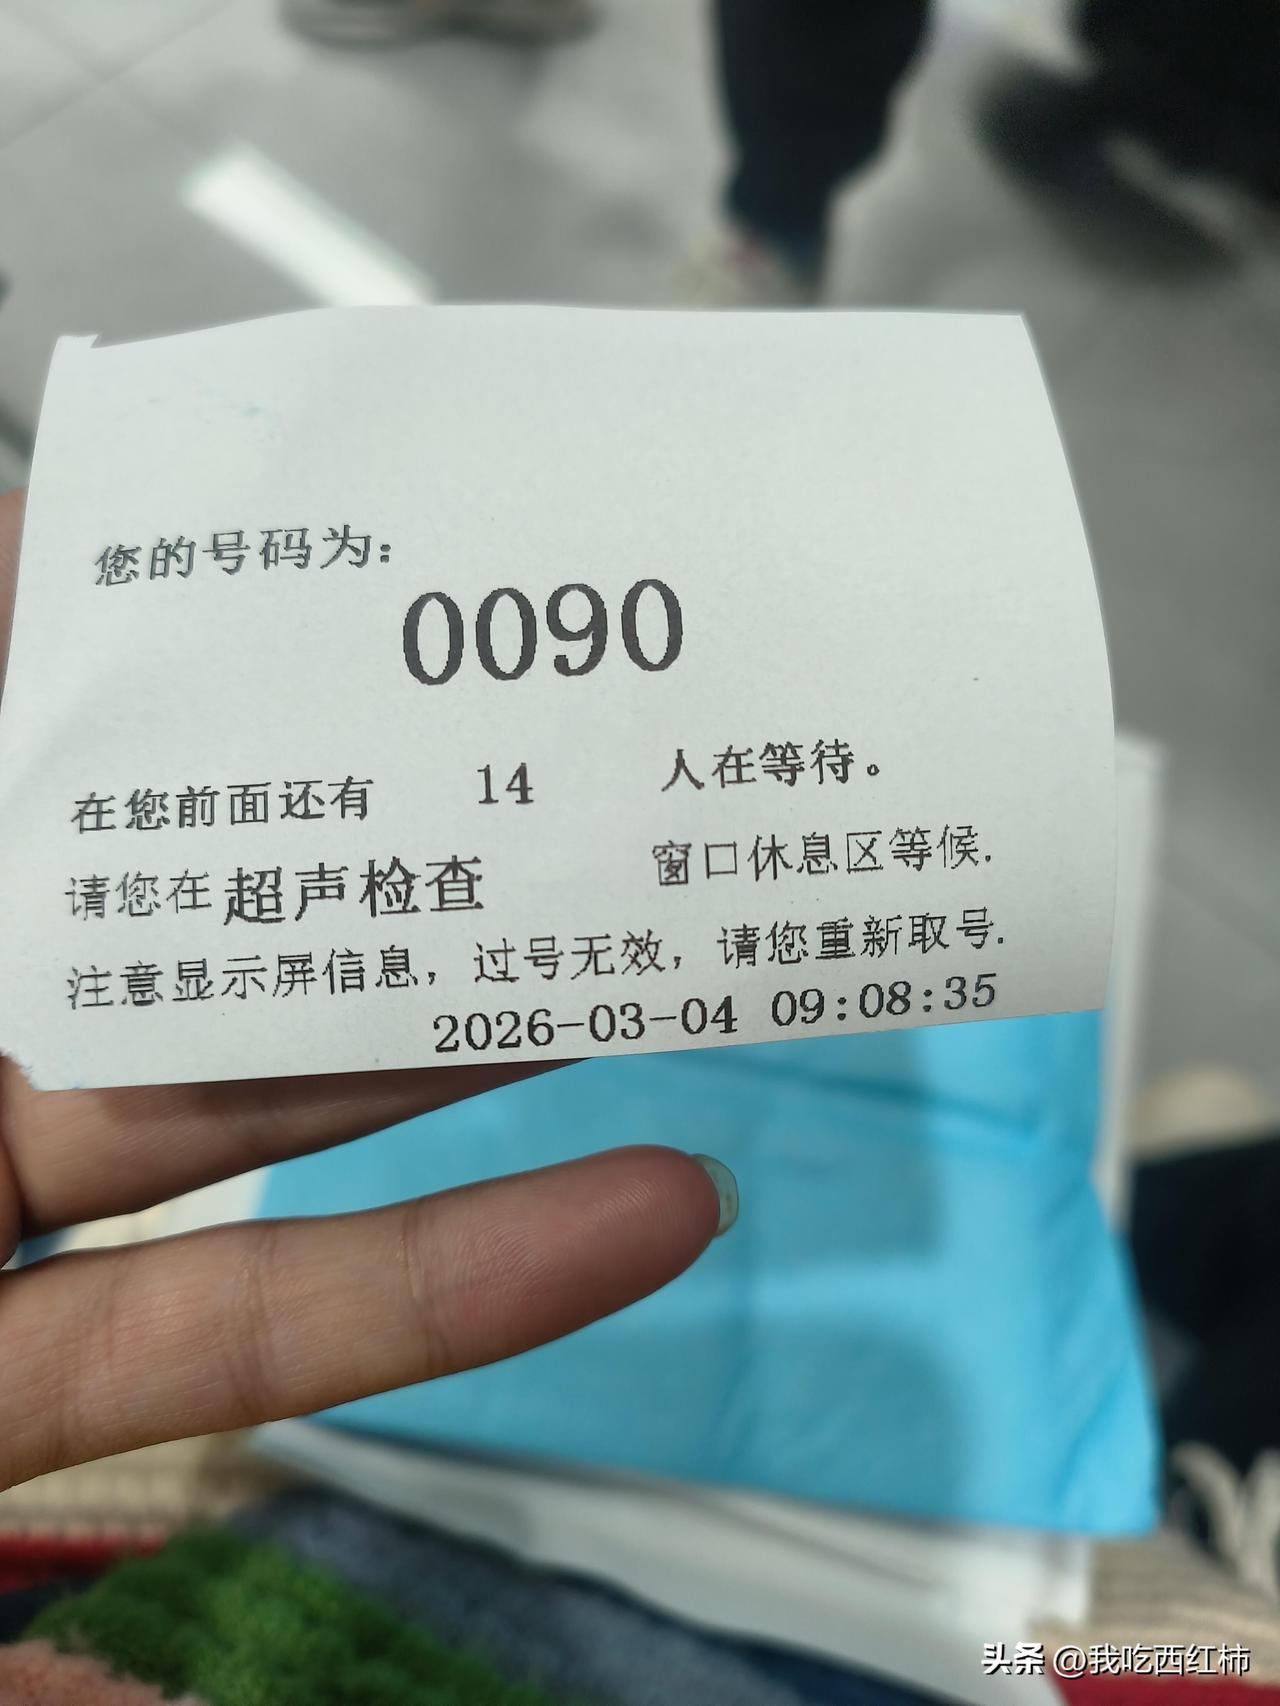 您的号码为:
0090
在您前面还有 14 人在等待。
请您在 超声检查 窗口休息区等候.
注意显示屏信息，过号无效，请您重新取号.
2026-03-04 09:08:35
头条 @我吃西红柿